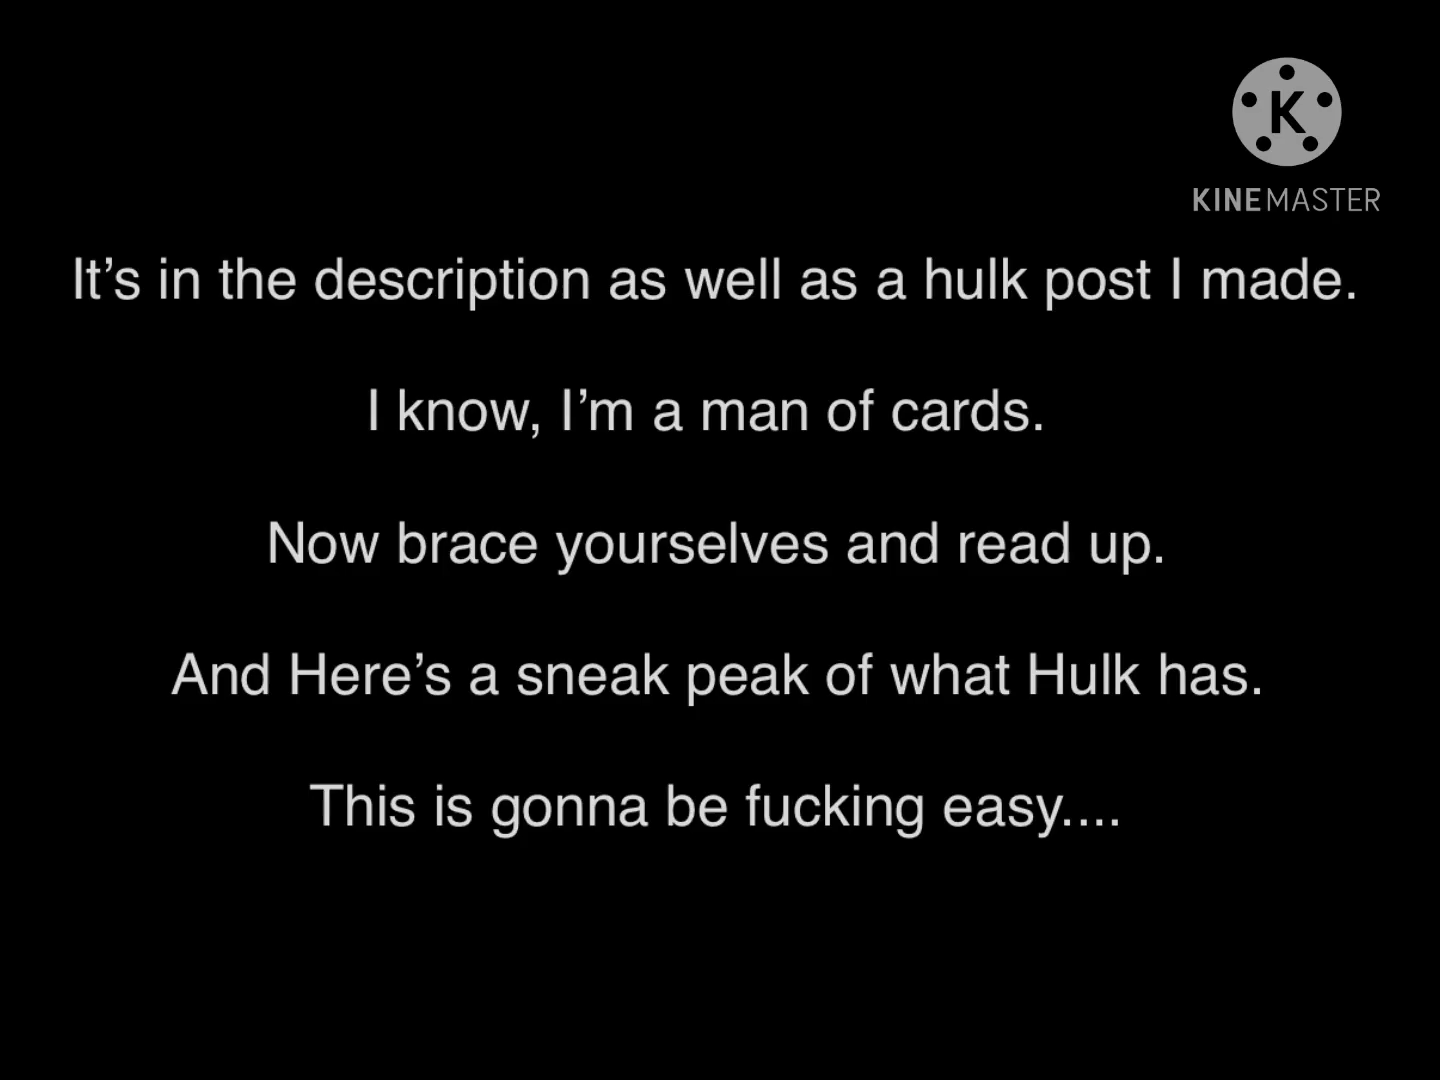 K
KINEMASTER
It’s in the description as well as a hulk post I made.
I know, I’m a man of cards.
Now brace yourselves and read up.
And Here’s a sneak peak of what Hulk has.
This is gonna be fucking easy....